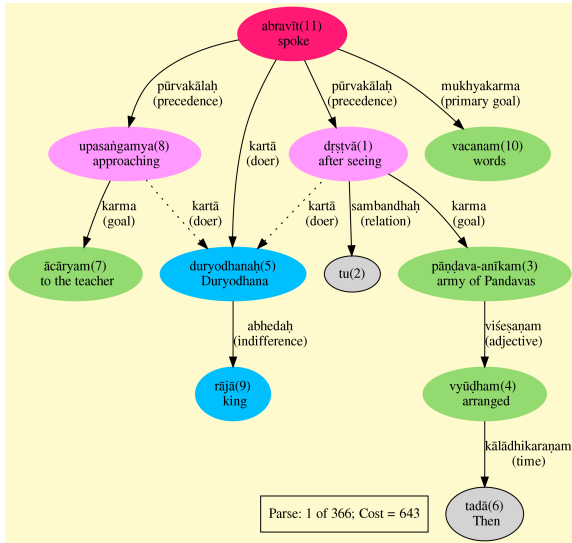 abravīt(11)
spoke
pūrvakālaḥ
(precedence)
pūrvakālaḥ
(precedence)
mukhyakarma
(primary goal)
kartā
(doer)
upasaṅgamya(8)
approaching
dṛṣṭvā(1)
after seeing
vacanam(10)
words
karma
(goal)
kartā
(doer)
kartā
(doer)
sambandhaḥ
(relation)
karma
(goal)
ācāryam(7)
to the teacher
duryodhanaḥ(5)
Duryodhana
tu(2)
pāṇḍava-anīkam(3)
army of Pandavas
abhedaḥ
(indifference)
viśeṣaṇam
(adjective)
rājā(9)
king
vyūḍham(4)
arranged
kālādhikaraṇam
(time)
tadā(6)
Then
Parse: 1 of 366; Cost = 643